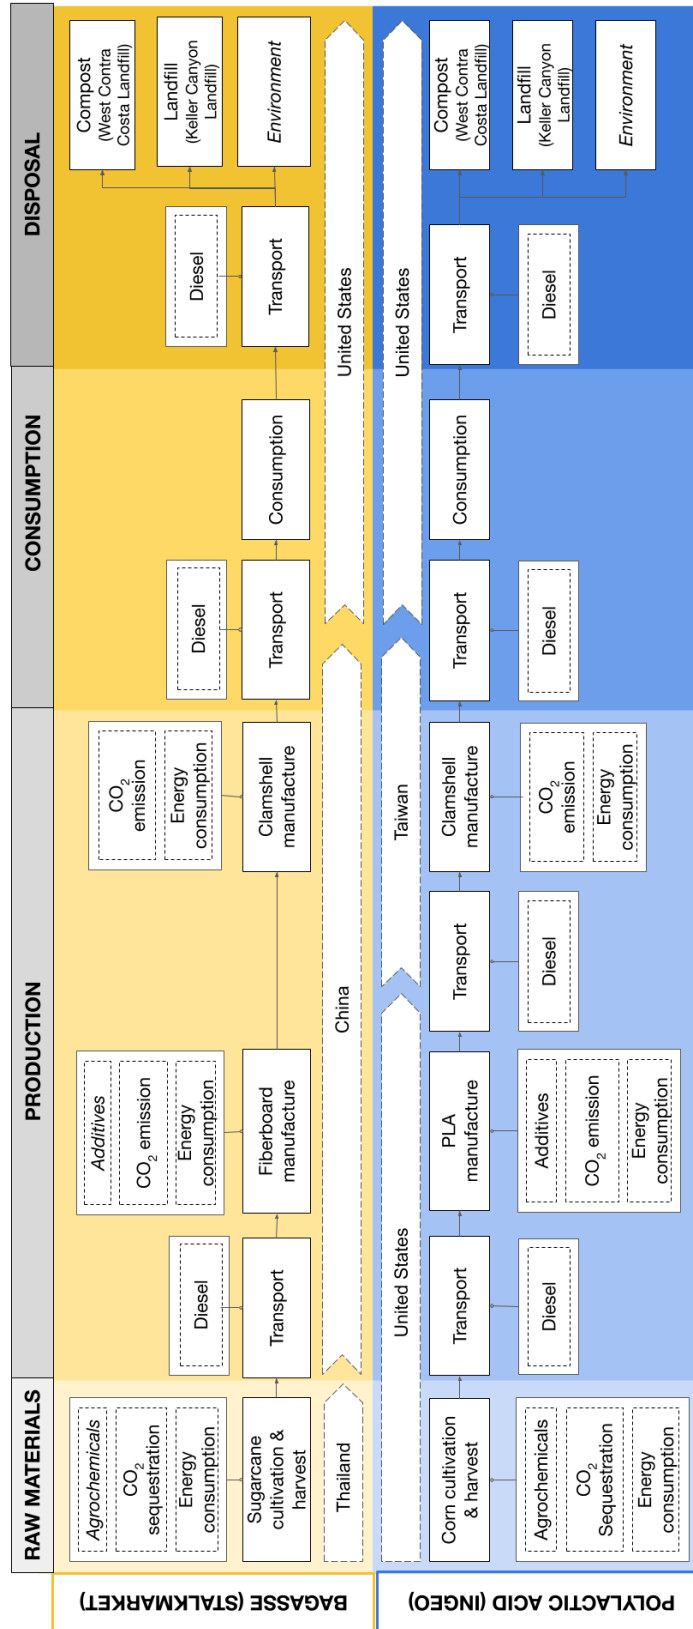 RAW MATERIALS
PRODUCTION
CONSUMPTION
DISPOSAL
BAGASSE (STALKMARKET)
Agrochemicals
CO₂
sequestration
Energy
consumption
Sugarcane
cultivation &
harvest
Thailand
Diesel
Transport
Additives
CO₂ emission
Energy
consumption
Fiberboard
manufacture
CO₂
emission
Energy
consumption
Clamshell
manufacture
China
Diesel
Transport
Consumption
Diesel
Transport
Compost
(West Contra
Costa Landfill)
Landfill
(Keller Canyon
Landfill)
Environment
United States
POLYLACTIC ACID (INGEO)
United States
Taiwan
United States
Corn cultivation
& harvest
Agrochemicals
CO₂
Sequestration
Energy
consumption
Transport
Diesel
PLA
manufacture
Additives
CO₂ emission
Energy
consumption
Transport
Diesel
Clamshell
manufacture
CO₂
emission
Energy
consumption
Transport
Diesel
Consumption
Transport
Diesel
Compost
(West Contra
Costa Landfill)
Landfill
(Keller Canyon
Landfill)
Environment